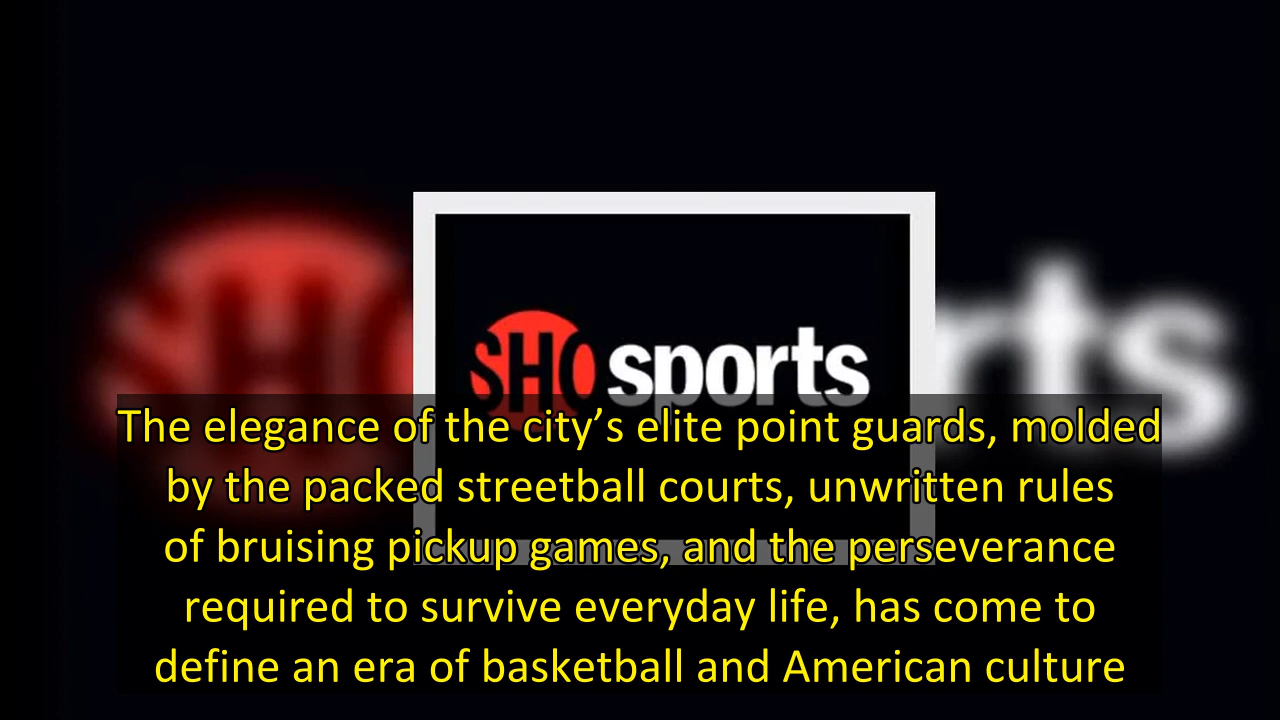 SHO sports
The elegance of the city’s elite point guards, molded
by the packed streetball courts, unwritten rules
of bruising pickup games, and the perseverance
required to survive everyday life, has come to
define an era of basketball and American culture